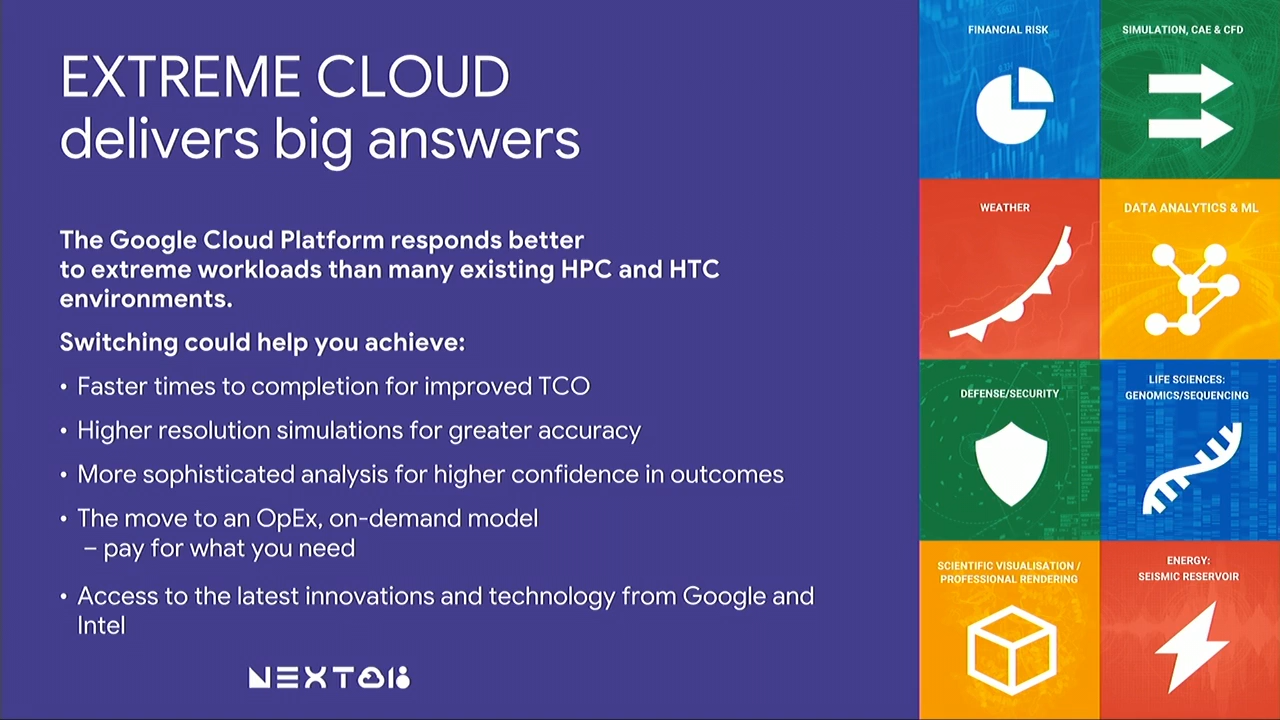 EXTREME CLOUD
delivers big answers
The Google Cloud Platform responds better
to extreme workloads than many existing HPC and HTC
environments.
Switching could help you achieve:
• Faster times to completion for improved TCO
• Higher resolution simulations for greater accuracy
• More sophisticated analysis for higher confidence in outcomes
• The move to an OpEx, on-demand model
– pay for what you need
• Access to the latest innovations and technology from Google and
Intel
NEXT 18
FINANCIAL RISK
SIMULATION, CAE & CFD
WEATHER
DATA ANALYTICS & ML
DEFENSE/SECURITY
LIFE SCIENCES:
GENOMICS/SEQUENCING
SCIENTIFIC VISUALISATION /
PROFESSIONAL RENDERING
ENERGY:
SEISMIC RESERVOIR